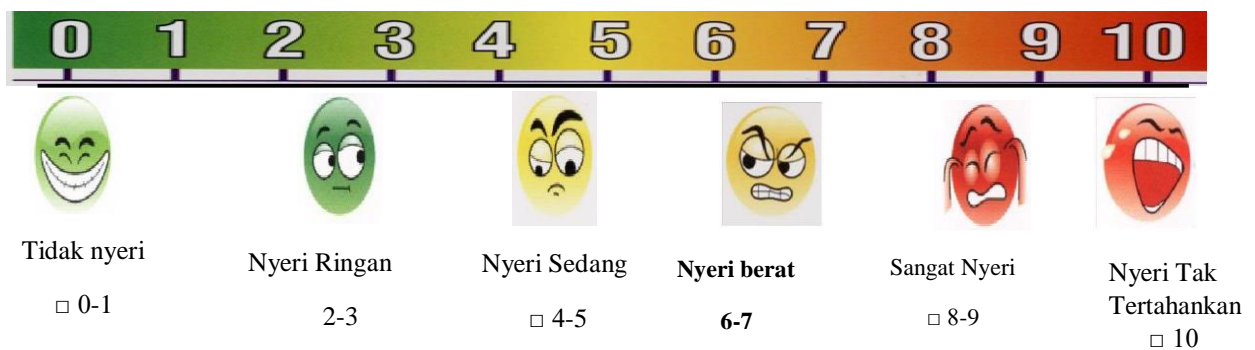 0 1 2 3 4 5 6 7 8 9 10
Tidak nyeri
□ 0-1
Nyeri Ringan
2-3
Nyeri Sedang
□ 4-5
Nyeri berat
6-7
Sangat Nyeri
□ 8-9
Nyeri Tak
Tertahankan
□ 10